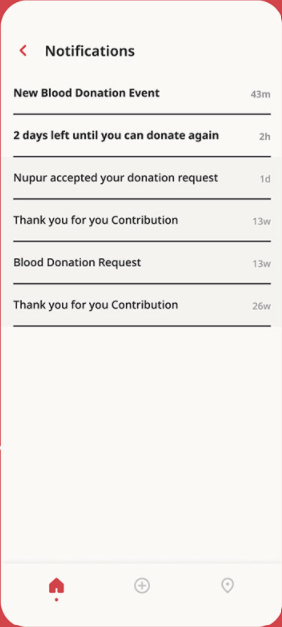 Notifications
New Blood Donation Event 43m
2 days left until you can donate again 2h
Nupur accepted your donation request 1d
Thank you for you Contribution 13w
Blood Donation Request 13w
Thank you for you Contribution 26w